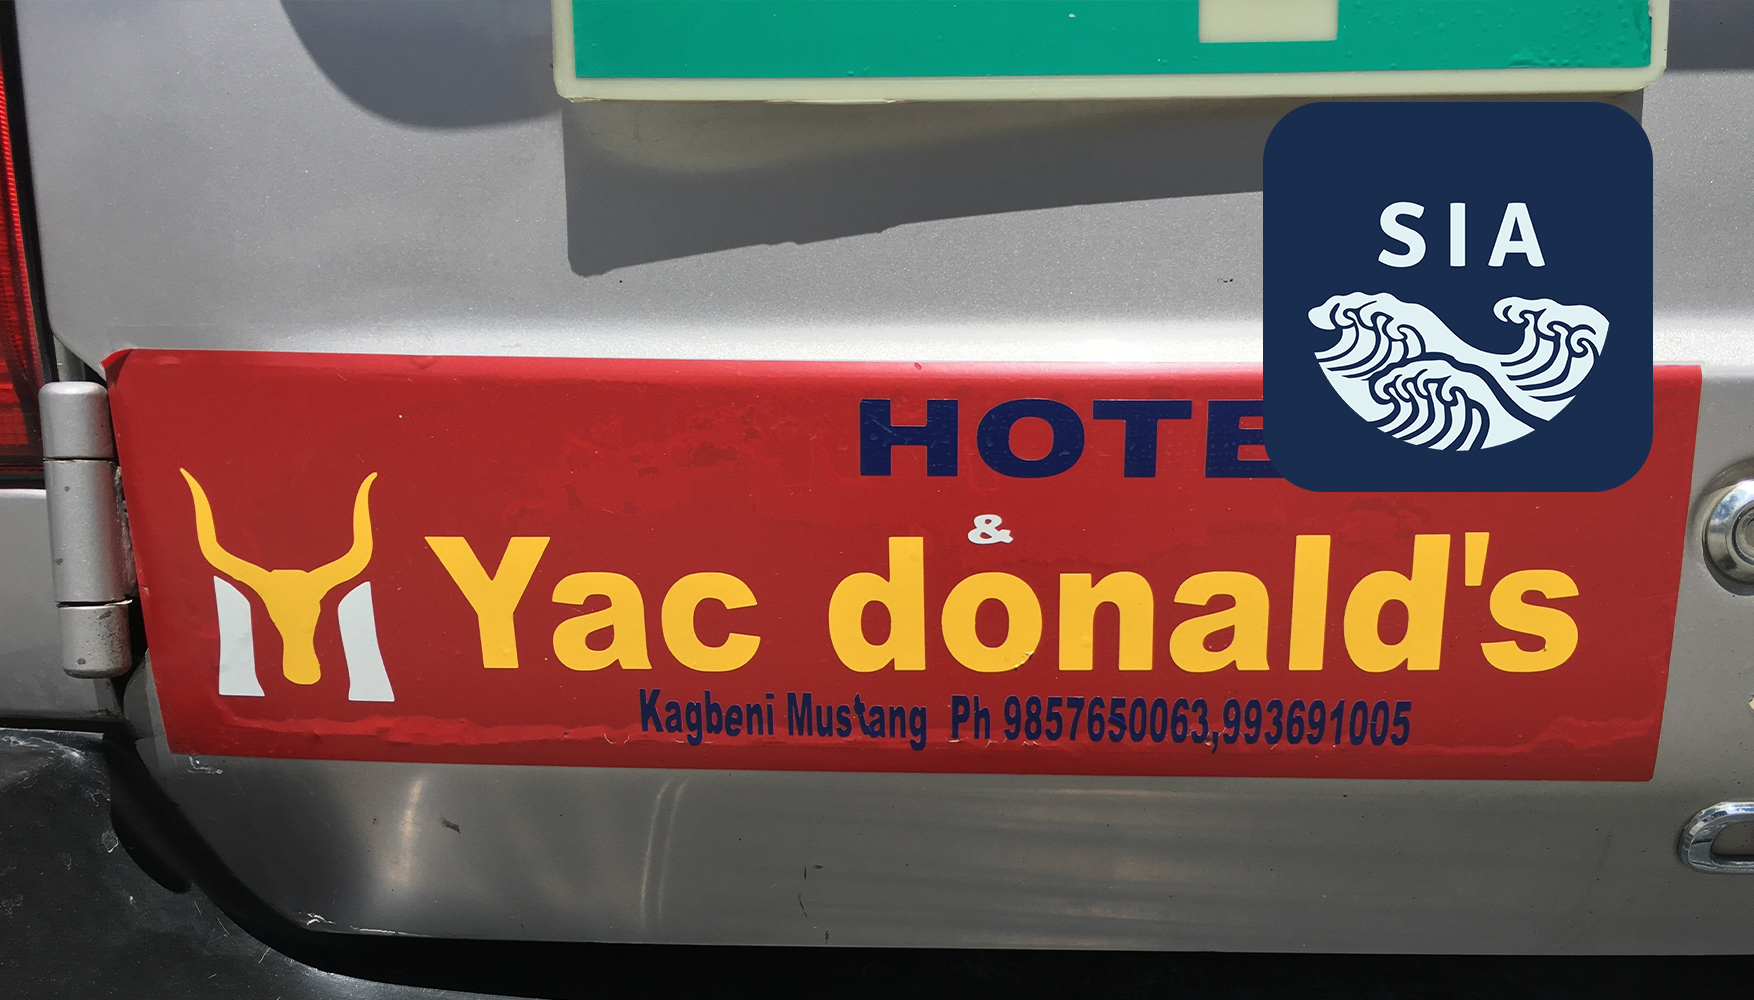 SIA
HOTE
&
Yac donald's
Kagbeni Mustang Ph 9857650063,993691005